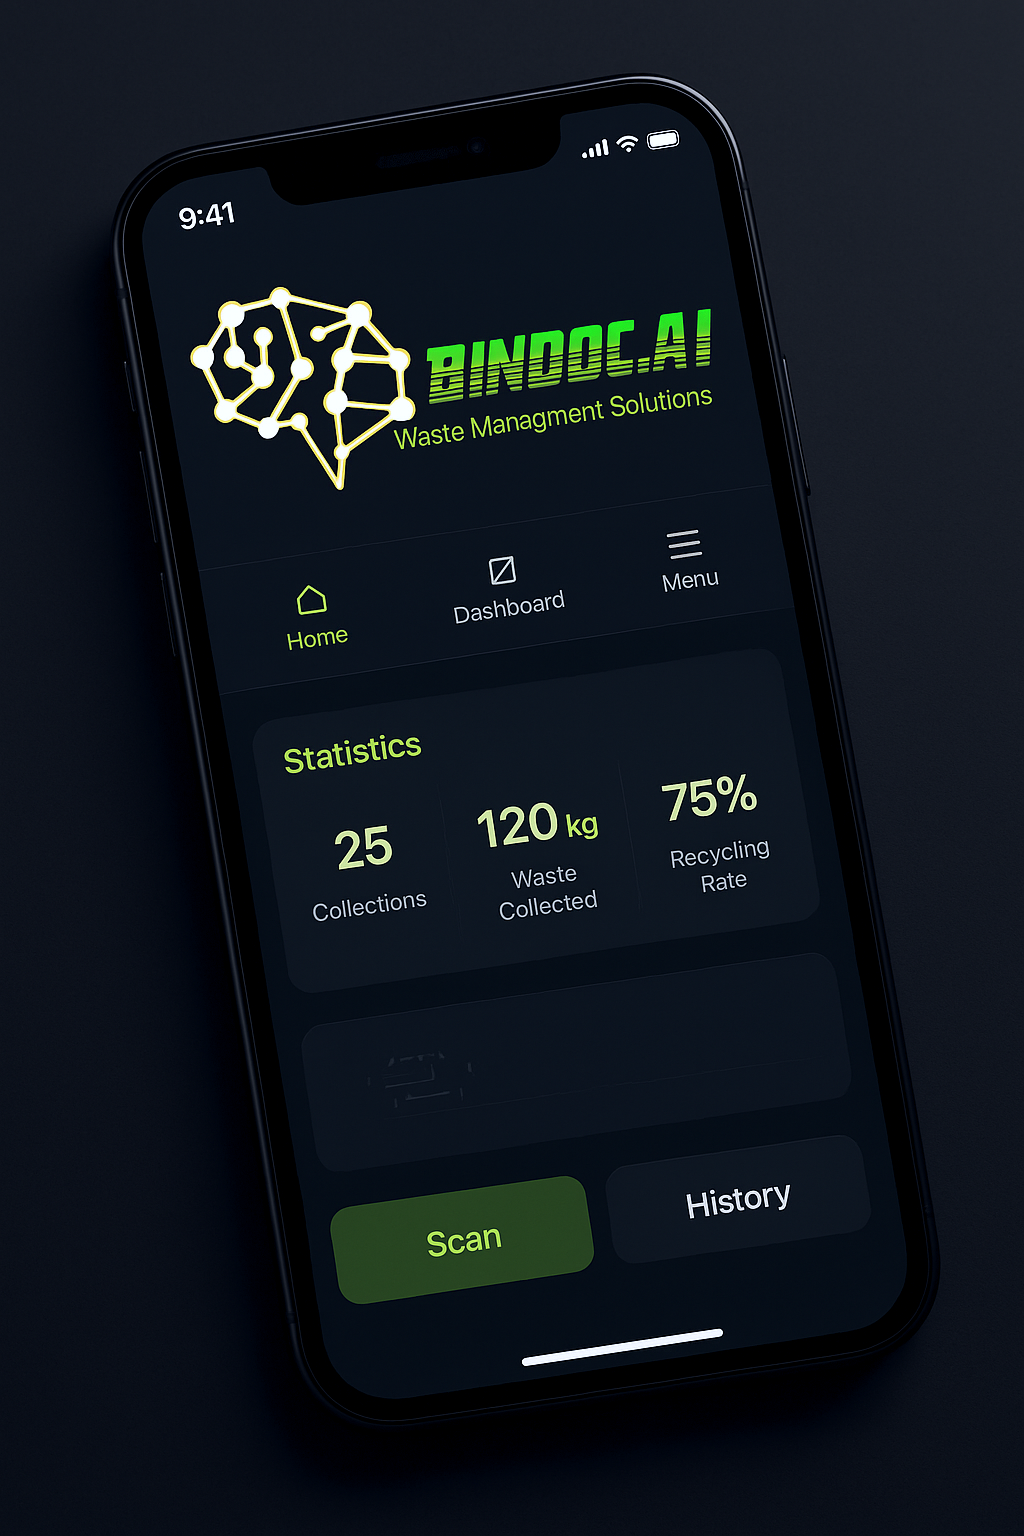 9:41
BINDOC.AI
Waste Managment Solutions
Home
Dashboard
Menu
Statistics
25
120 kg
75%
Collections
Waste
Collected
Recycling
Rate
Scan
History